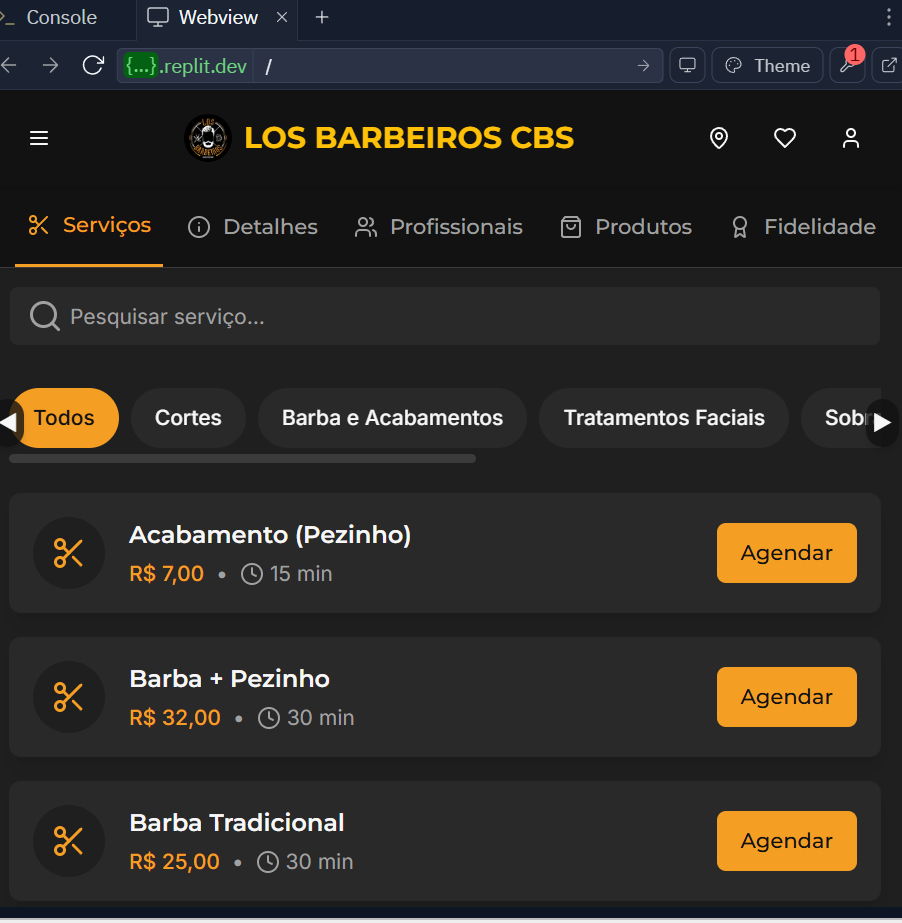 Console
Webview
{...}.replit.dev /
Theme
1
LOS
BARBEIROS
LOS BARBEIROS CBS
Serviços
Detalhes
Profissionais
Produtos
Fidelidade
Pesquisar serviço...
Todos
Cortes
Barba e Acabamentos
Tratamentos Faciais
Sobr
Acabamento (Pezinho)
R$ 7,00 • 15 min
Agendar
Barba + Pezinho
R$ 32,00 • 30 min
Agendar
Barba Tradicional
R$ 25,00 • 30 min
Agendar